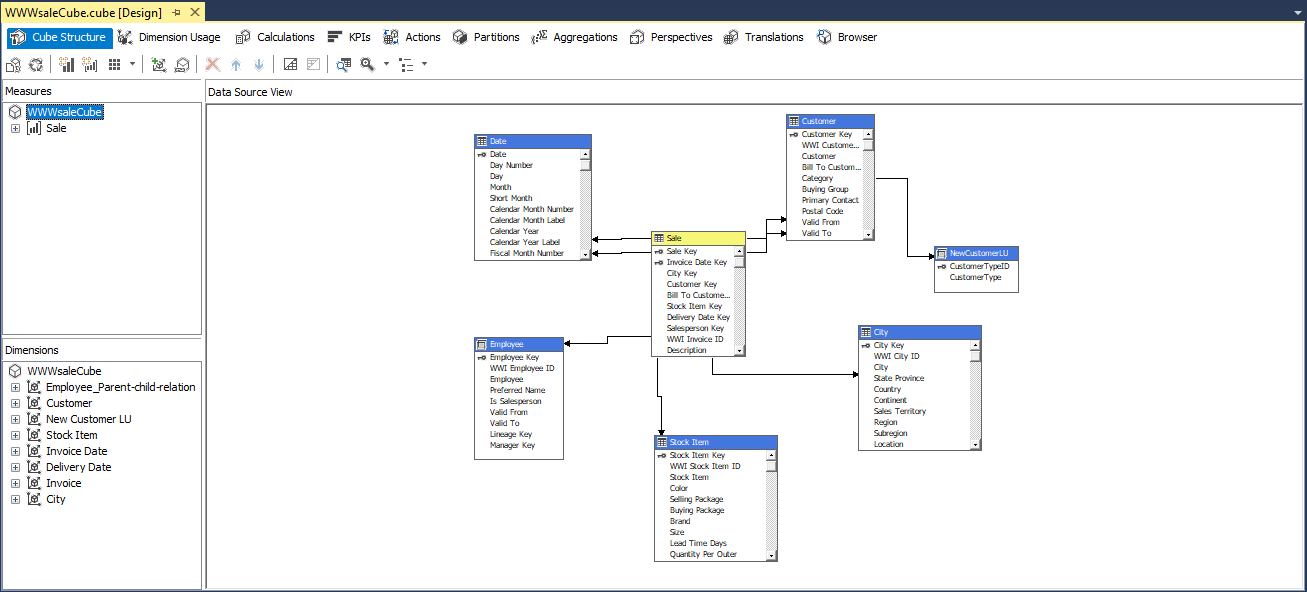 WWWsaleCube.cube [Design]
Cube Structure Dimension Usage Calculations KPIs Actions Partitions Aggregations Perspectives Translations Browser
Measures
WWWsaleCube
Sale
Dimensions
WWWsaleCube
Employee_Parent-child-relation
Customer
New Customer LU
Stock Item
Invoice Date
Delivery Date
Invoice
City
Data Source View
Date
Date
Day Number
Day
Month
Short Month
Calendar Month Number
Calendar Month Label
Calendar Year
Calendar Year Label
Fiscal Month Number
Customer
Customer Key
WWI Custome...
Customer
Bill To Custom...
Category
Buying Group
Primary Contact
Postal Code
Valid From
Valid To
Sale
Sale Key
Invoice Date Key
City Key
Customer Key
Bill To Custome...
Stock Item Key
Delivery Date Key
Salesperson Key
WWI Invoice ID
Description
NewCustomerLU
CustomerTypeID
CustomerType
Employee
Employee Key
WWI Employee ID
Employee
Preferred Name
Is Salesperson
Valid From
Valid To
Lineage Key
Manager Key
City
City Key
WWI City ID
City
State Province
Country
Continent
Sales Territory
Region
Subregion
Location
Stock Item
Stock Item Key
WWI Stock Item ID
Stock Item
Color
Selling Package
Buying Package
Brand
Size
Lead Time Days
Quantity Per Outer